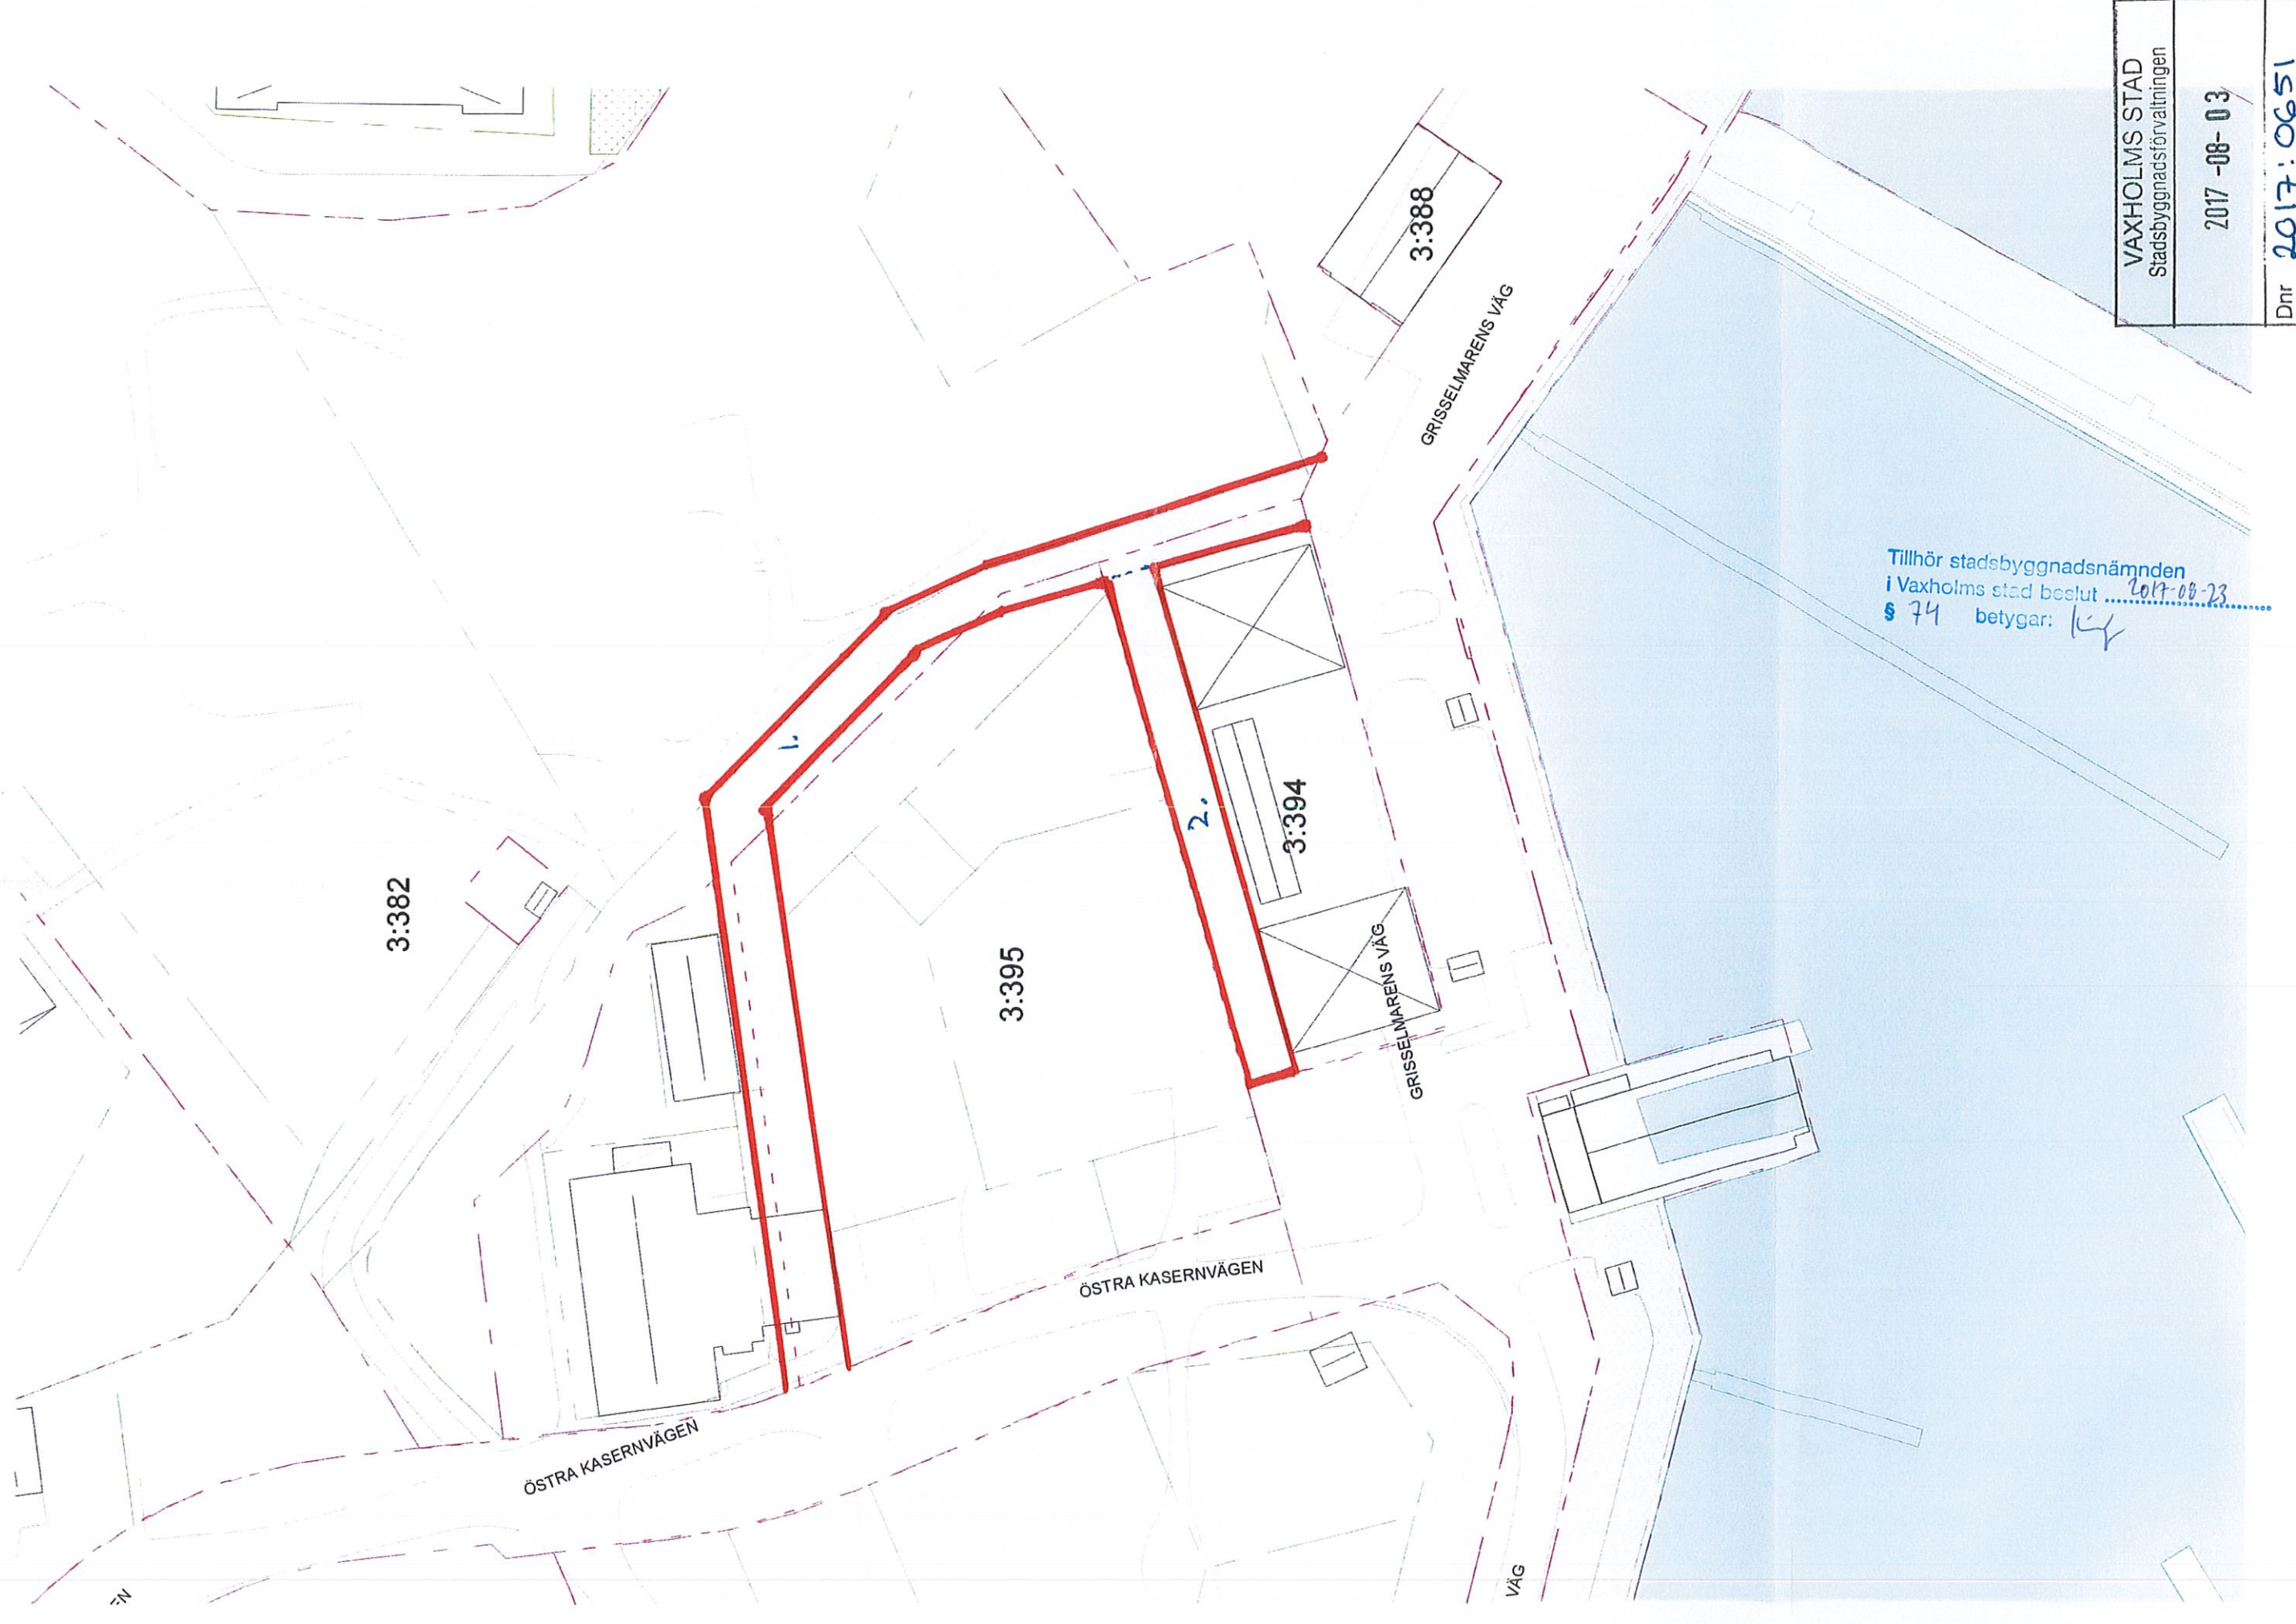 VAXHOLMS STAD
Stadsbyggnadsförvaltningen
2017 -08- 03
Dnr 2017:0651
3:388
GRISSELMARENS VÄG
Tillhör stadsbyggnadsnämnden
i Vaxholms stad beslut 2017-08-23
§ 74 betygar:
1.
2.
3:394
3:382
3:395
GRISSELMARENS VÄG
ÖSTRA KASERNVÄGEN
ÖSTRA KASERNVÄGEN
VÄG
EN